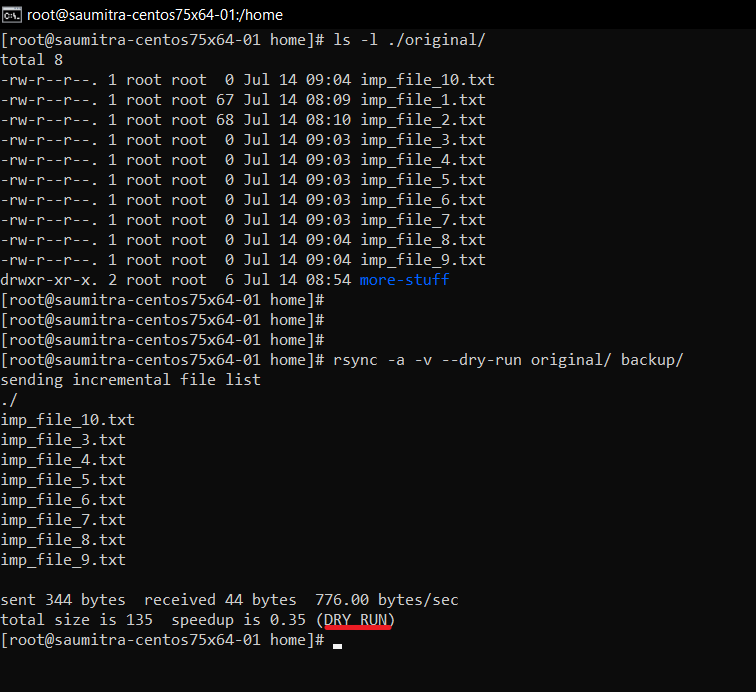 root@saumitra-centos75x64-01:/home
[root@saumitra-centos75x64-01 home]# ls -l ./original/
total 8
-rw-r--r--. 1 root root  0 Jul 14 09:04 imp_file_10.txt
-rw-r--r--. 1 root root 67 Jul 14 08:09 imp_file_1.txt
-rw-r--r--. 1 root root 68 Jul 14 08:10 imp_file_2.txt
-rw-r--r--. 1 root root  0 Jul 14 09:03 imp_file_3.txt
-rw-r--r--. 1 root root  0 Jul 14 09:03 imp_file_4.txt
-rw-r--r--. 1 root root  0 Jul 14 09:03 imp_file_5.txt
-rw-r--r--. 1 root root  0 Jul 14 09:03 imp_file_6.txt
-rw-r--r--. 1 root root  0 Jul 14 09:03 imp_file_7.txt
-rw-r--r--. 1 root root  0 Jul 14 09:04 imp_file_8.txt
-rw-r--r--. 1 root root  0 Jul 14 09:04 imp_file_9.txt
drwxr-xr-x. 2 root root  6 Jul 14 08:54 more-stuff
[root@saumitra-centos75x64-01 home]#
[root@saumitra-centos75x64-01 home]#
[root@saumitra-centos75x64-01 home]#
[root@saumitra-centos75x64-01 home]# rsync -a -v --dry-run original/ backup/
sending incremental file list
./
imp_file_10.txt
imp_file_3.txt
imp_file_4.txt
imp_file_5.txt
imp_file_6.txt
imp_file_7.txt
imp_file_8.txt
imp_file_9.txt

sent 344 bytes  received 44 bytes  776.00 bytes/sec
total size is 135  speedup is 0.35 (DRY RUN)
[root@saumitra-centos75x64-01 home]#